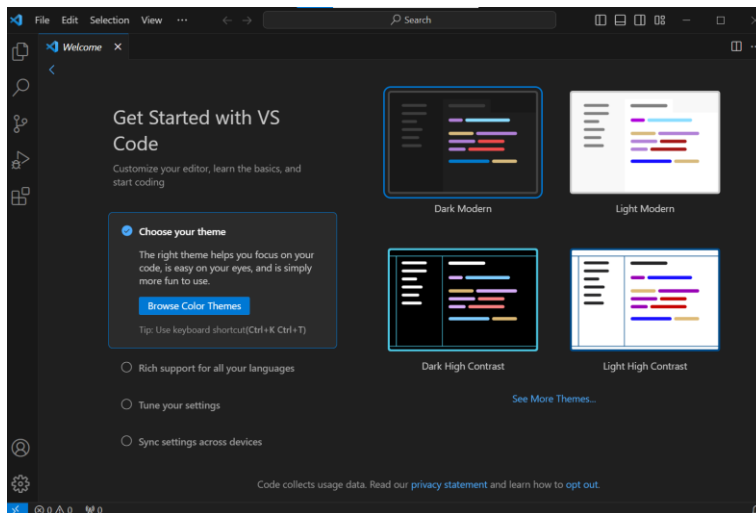 File Edit Selection View ··· Search
Welcome
Get Started with VS
Code
Customize your editor, learn the basics, and
start coding
Choose your theme
The right theme helps you focus on your
code, is easy on your eyes, and is simply
more fun to use.
Browse Color Themes
Tip: Use keyboard shortcut(Ctrl+K Ctrl+T)
Rich support for all your languages
Tune your settings
Sync settings across devices
Dark Modern
Light Modern
Dark High Contrast
Light High Contrast
See More Themes...
Code collects usage data. Read our privacy statement and learn how to opt out.
0 0 0